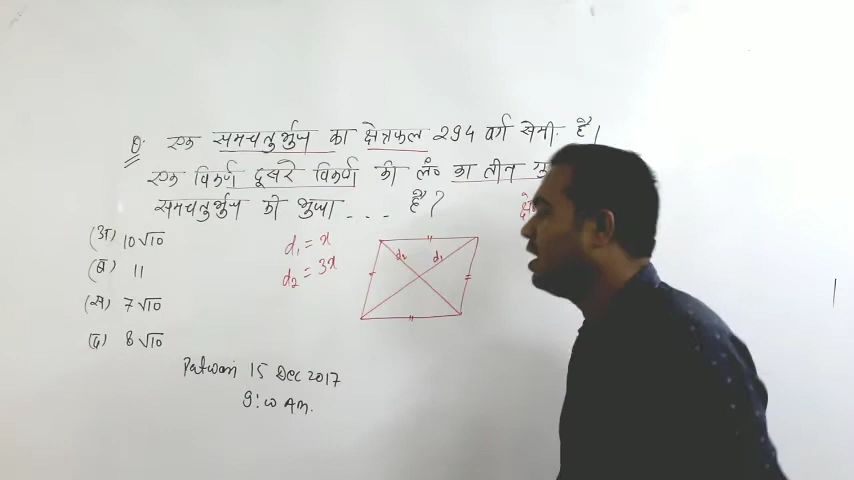 Q. एक समचतुर्भुज का क्षेत्रफल 294 वर्ग सेमी. है।
एक विकर्ण दूसरे विकर्ण की लं० का तीन
समचतुर्भुज की भुजा . . . है?
(अ) 10√10
(ब) 11
(स) 7√10
(द) 8√10
d₁ = x
d₂ = 3x
d₂ d₁
Patwari 15 Dec 2017
9:00 AM.